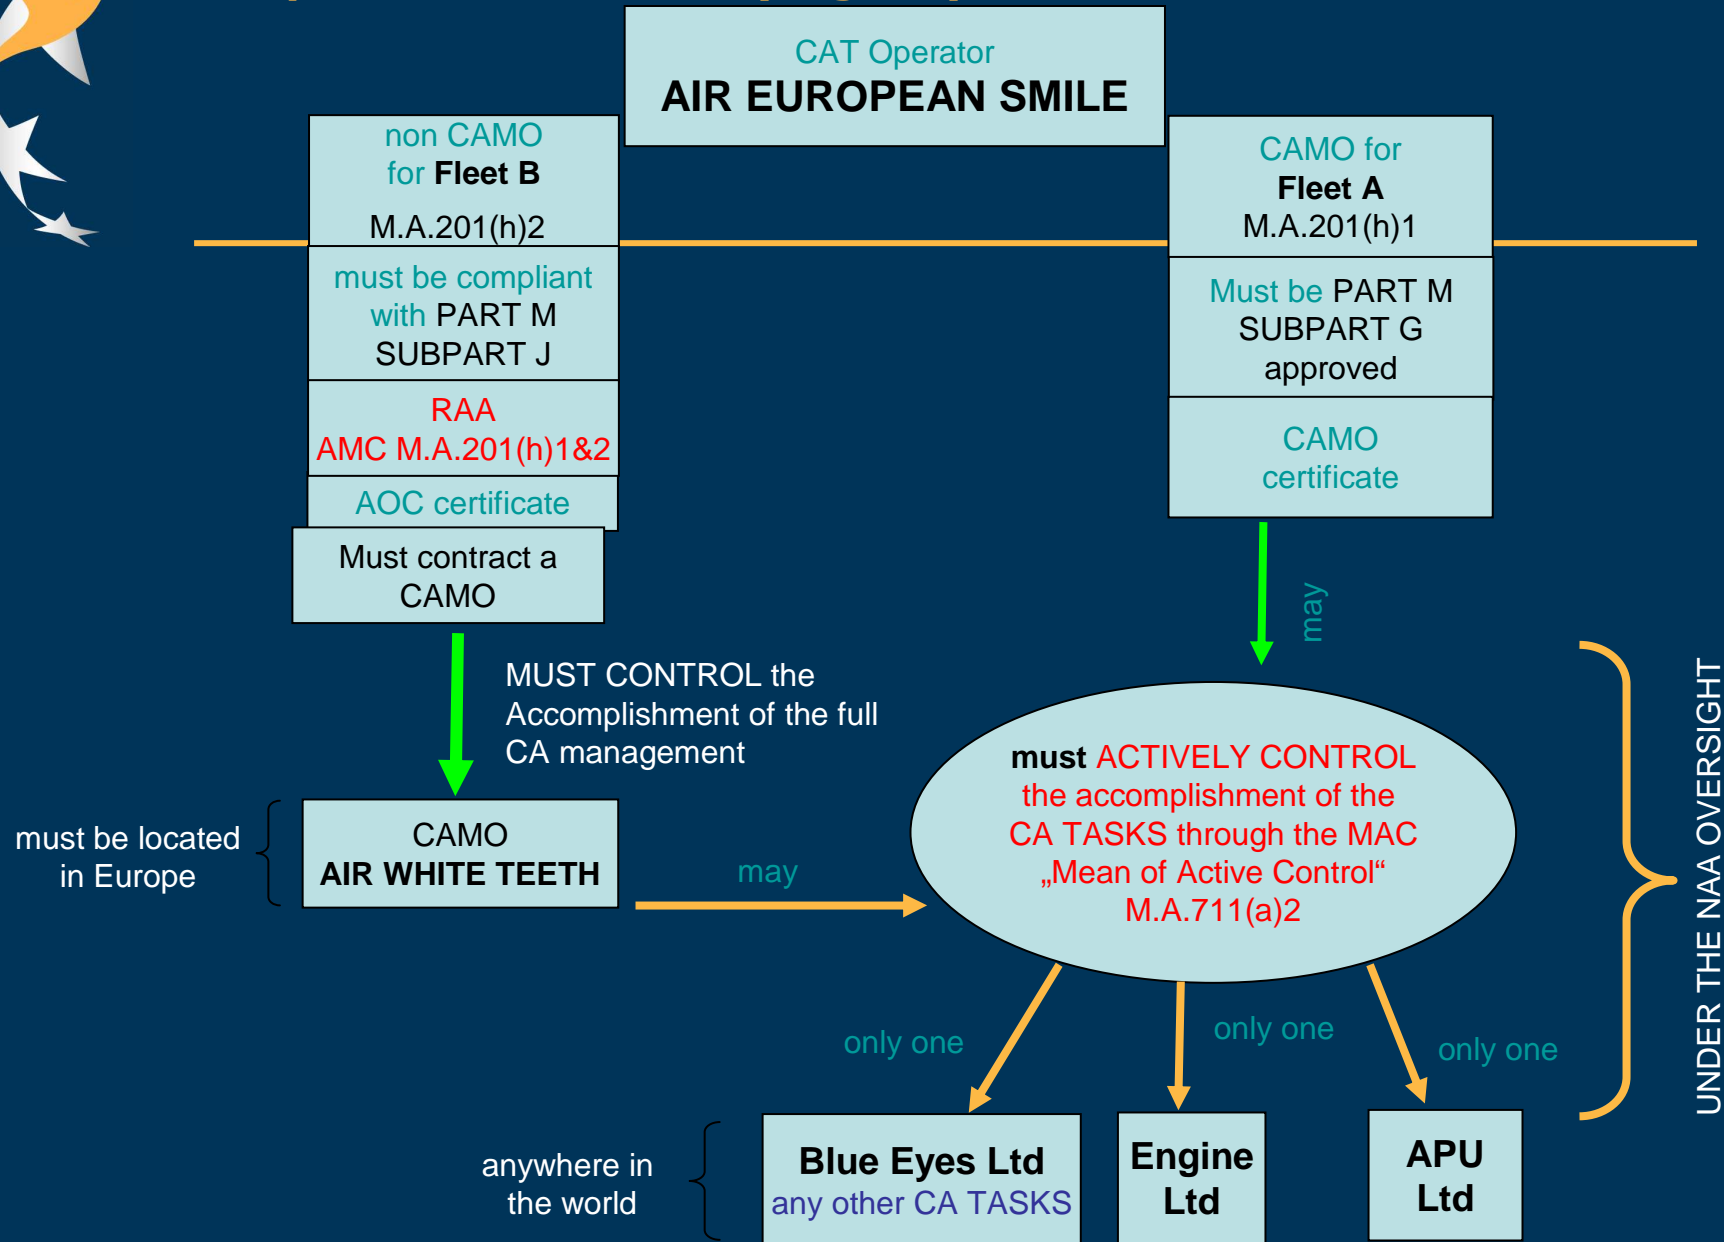 CAT Operator
AIR EUROPEAN SMILE
non CAMO
for Fleet B
M.A.201(h)2
must be compliant
with PART M
SUBPART J
RAA
AMC M.A.201(h)1&2
AOC certificate
Must contract a
CAMO
CAMO for
Fleet A
M.A.201(h)1
Must be PART M
SUBPART G
approved
CAMO
certificate
may
MUST CONTROL the
Accomplishment of the full
CA management
must be located
in Europe
CAMO
AIR WHITE TEETH
may
must ACTIVELY CONTROL
the accomplishment of the
CA TASKS through the MAC
„Mean of Active Control“
M.A.711(a)2
UNDER THE NAA OVERSIGHT
only one
only one
only one
anywhere in
the world
Blue Eyes Ltd
any other CA TASKS
Engine
Ltd
APU
Ltd